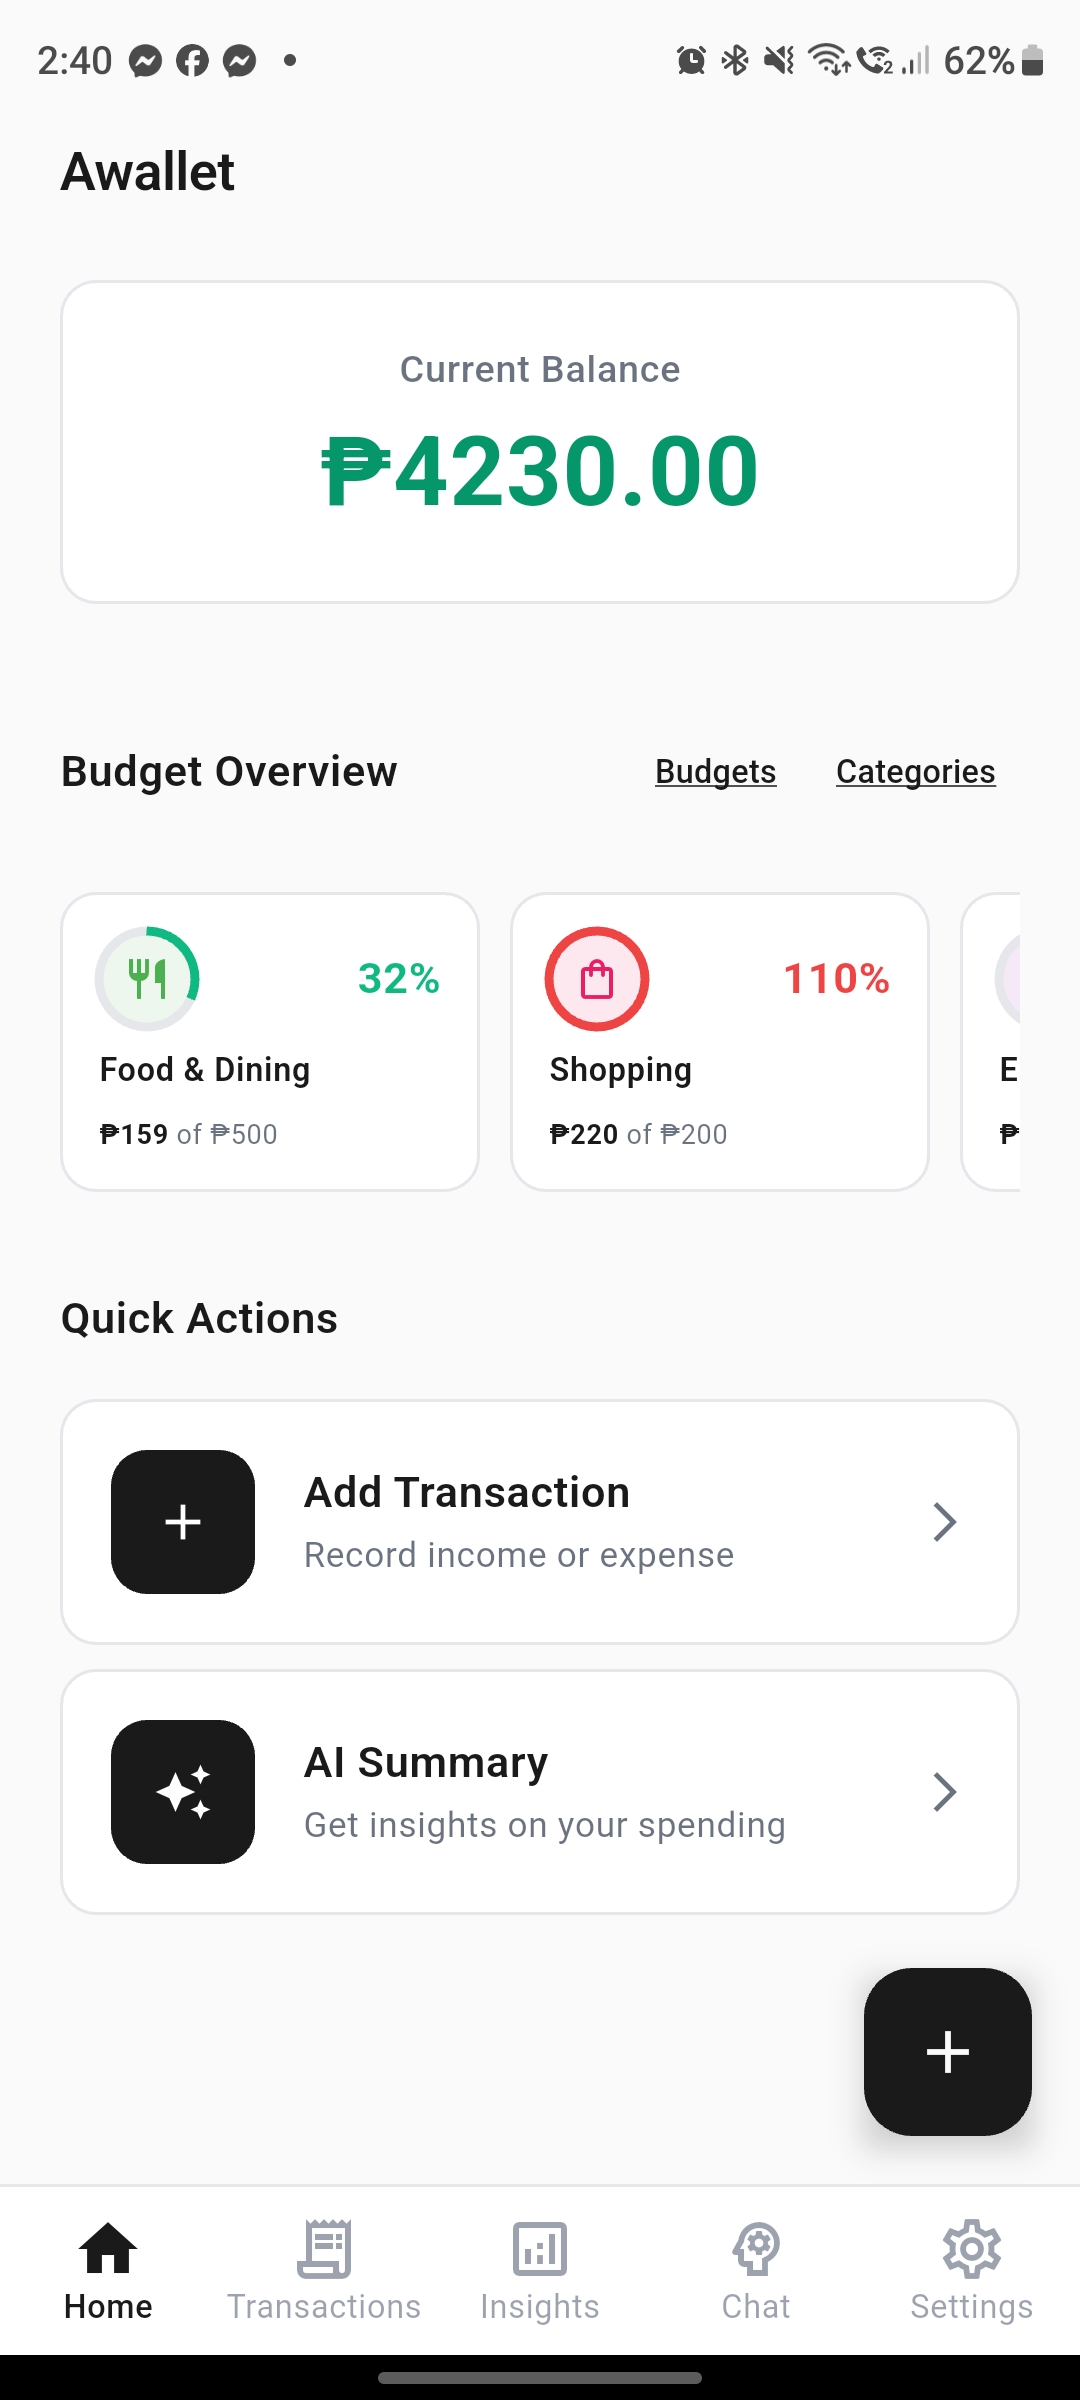 2:40
62%
Awallet
Current Balance
₱4230.00
Budget Overview
Budgets
Categories
32%
Food & Dining
₱159 of ₱500
110%
Shopping
₱220 of ₱200
E
₱
Quick Actions
Add Transaction
Record income or expense
AI Summary
Get insights on your spending
Home
Transactions
Insights
Chat
Settings